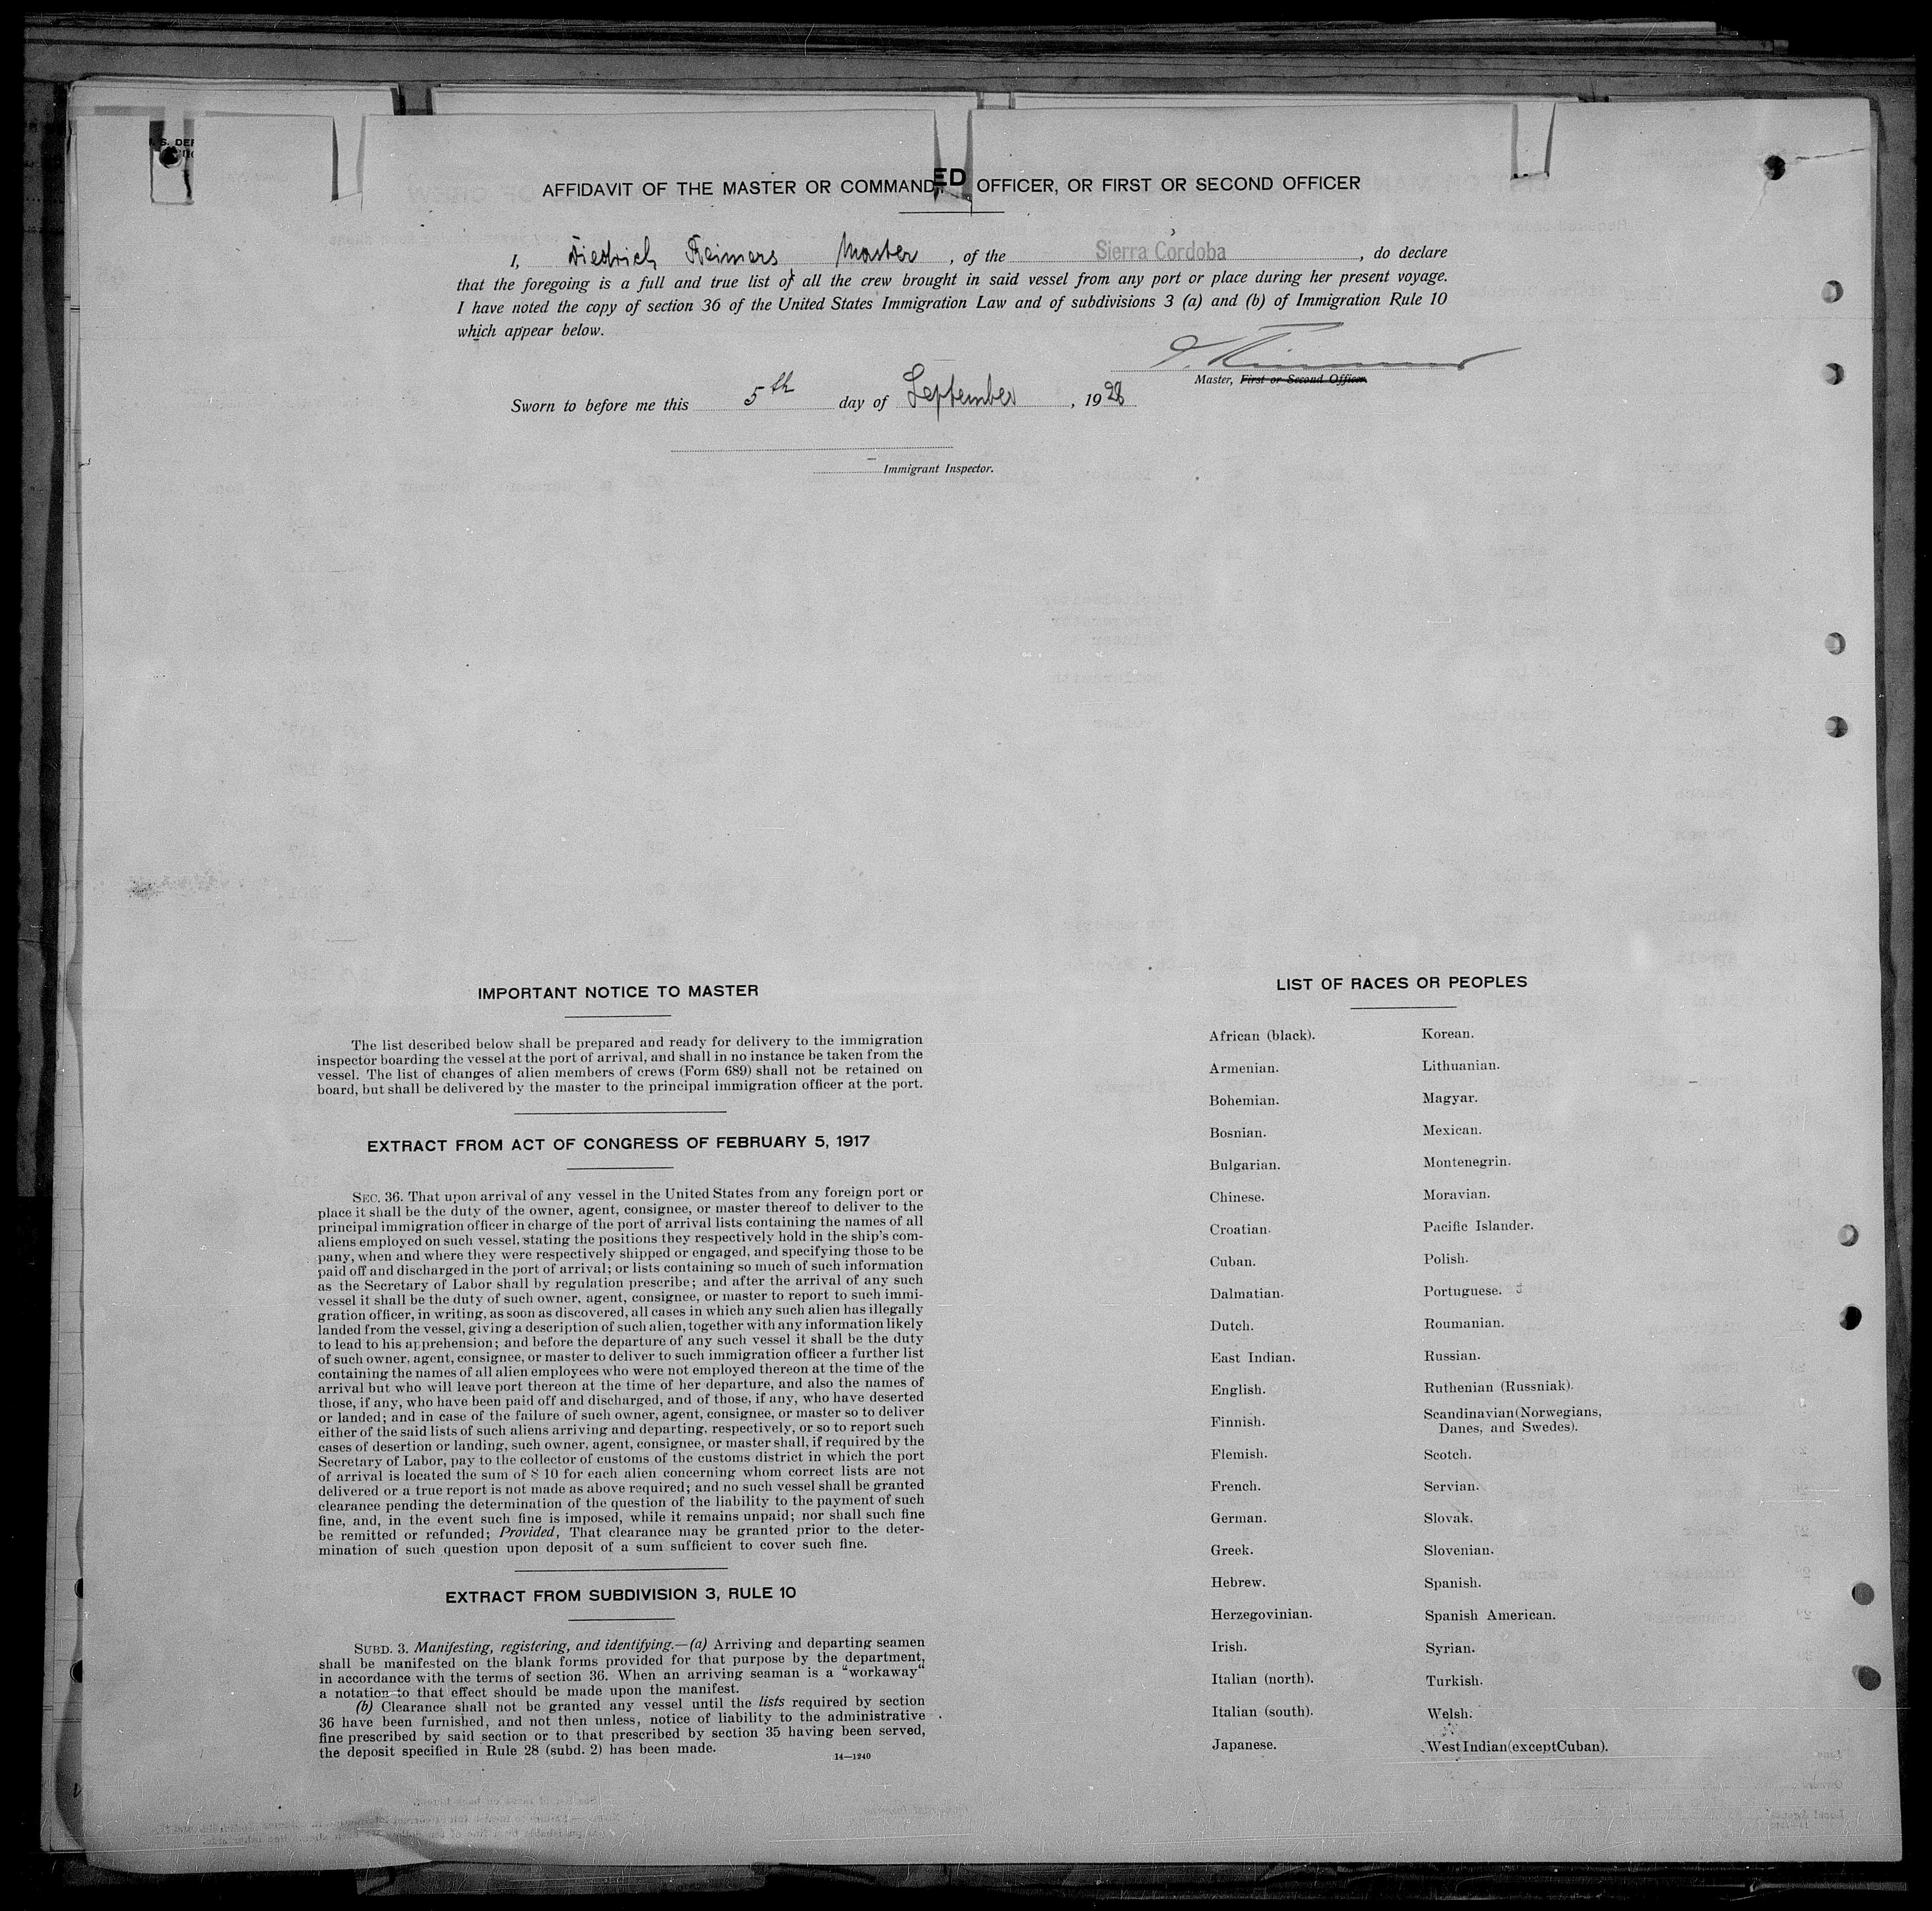 AFFIDAVIT OF THE MASTER OR COMMAND ED OFFICER, OR FIRST OR SECOND OFFICER
I, Diedrich Reimers Master, of the Sierra Cordoba, do declare
that the foregoing is a full and true list of all the crew brought in said vessel from any port or place during her present voyage.
I have noted the copy of section 36 of the United States Immigration Law and of subdivisions 3 (a) and (b) of Immigration Rule 10
which appear below.
Master, First or Second Officer.
Sworn to before me this 5th day of September, 1928
Immigrant Inspector.
IMPORTANT NOTICE TO MASTER
The list described below shall be prepared and ready for delivery to the immigration
inspector boarding the vessel at the port of arrival, and shall in no instance be taken from the
vessel. The list of changes of alien members of crews (Form 689) shall not be retained on
board, but shall be delivered by the master to the principal immigration officer at the port.
EXTRACT FROM ACT OF CONGRESS OF FEBRUARY 5, 1917
SEC. 36. That upon arrival of any vessel in the United States from any foreign port or
place it shall be the duty of the owner, agent, consignee, or master thereof to deliver to the
principal immigration officer in charge of the port of arrival lists containing the names of all
aliens employed on such vessel, stating the positions they respectively hold in the ship's com-
pany, when and where they were respectively shipped or engaged, and specifying those to be
paid off and discharged in the port of arrival; or lists containing so much of such information
as the Secretary of Labor shall by regulation prescribe; and after the arrival of any such
vessel it shall be the duty of such owner, agent, consignee, or master to report to such immi-
gration officer, in writing, as soon as discovered, all cases in which any such alien has illegally
landed from the vessel, giving a description of such alien, together with any information likely
to lead to his apprehension; and before the departure of any such vessel it shall be the duty
of such owner, agent, consignee, or master to deliver to such immigration officer a further list
containing the names of all alien employees who were not employed thereon at the time of the
arrival but who will leave port thereon at the time of her departure, and also the names of
those, if any, who have been paid off and discharged, and of those, if any, who have deserted
or landed; and in case of the failure of such owner, agent, consignee, or master so to deliver
either of the said lists of such aliens arriving and departing, respectively, or so to report such
cases of desertion or landing, such owner, agent, consignee, or master shall, if required by the
Secretary of Labor, pay to the collector of customs of the customs district in which the port
of arrival is located the sum of $ 10 for each alien concerning whom correct lists are not
delivered or a true report is not made as above required; and no such vessel shall be granted
clearance pending the determination of the question of the liability to the payment of such
fine, and, in the event such fine is imposed, while it remains unpaid; nor shall such fine
be remitted or refunded; Provided, That clearance may be granted prior to the deter-
mination of such question upon deposit of a sum sufficient to cover such fine.
EXTRACT FROM SUBDIVISION 3, RULE 10
SUBD. 3. Manifesting, registering, and identifying.—(a) Arriving and departing seamen
shall be manifested on the blank forms provided for that purpose by the department,
in accordance with the terms of section 36. When an arriving seaman is a "workaway"
a notation to that effect should be made upon the manifest.
(b) Clearance shall not be granted any vessel until the lists required by section
36 have been furnished, and not then unless, notice of liability to the administrative
fine prescribed by said section or to that prescribed by section 35 having been served,
the deposit specified in Rule 28 (subd. 2) has been made.
14—1240
LIST OF RACES OR PEOPLES
African (black).
Armenian.
Bohemian.
Bosnian.
Bulgarian.
Chinese.
Croatian.
Cuban.
Dalmatian.
Dutch.
East Indian.
English.
Finnish.
Flemish.
French.
German.
Greek.
Hebrew.
Herzegovinian.
Irish.
Italian (north).
Italian (south).
Japanese.
Korean.
Lithuanian.
Magyar.
Mexican.
Montenegrin.
Moravian.
Pacific Islander.
Polish.
Portuguese.
Roumanian.
Russian.
Ruthenian (Russniak).
Scandinavian (Norwegians,
Danes, and Swedes).
Scotch.
Servian.
Slovak.
Slovenian.
Spanish.
Spanish American.
Syrian.
Turkish.
Welsh.
West Indian (except Cuban).